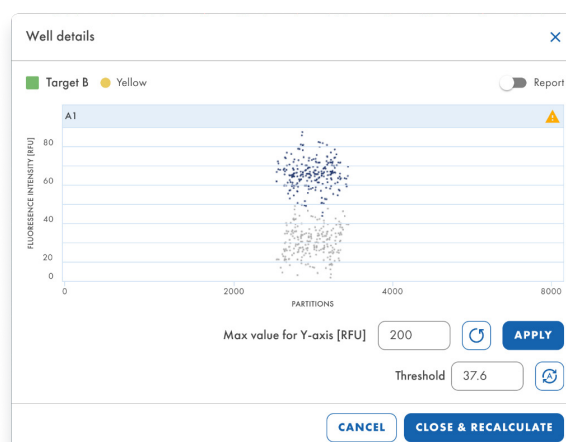 Well details
Target B Yellow Report
A1
FLUORESENCE INTENSITY [RFU]
80
60
40
20
0
0 2000 4000 8000
PARTITIONS
Max value for Y-axis [RFU] 200 APPLY
Threshold 37.6 A
CANCEL CLOSE & RECALCULATE